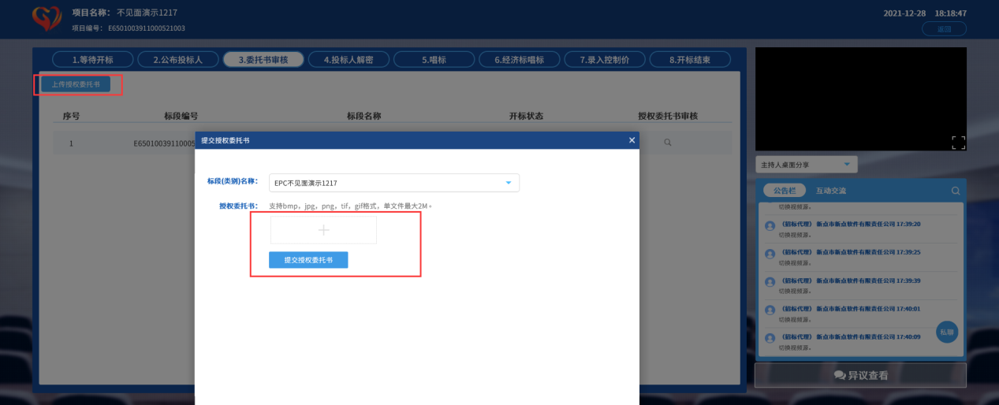 项目名称： 不见面演示1217
项目编号： E6501003911000521003
2021-12-28 18:18:47
返回
1.等待开标
2.公布投标人
3.委托书审核
4.投标人解密
5.唱标
6.经济标唱标
7.录入控制价
8.开标结束
上传授权委托书
序号 标段编号 标段名称 开标状态 授权委托书审核
1 E65010039110005
提交授权委托书
标段(类别)名称： EPC不见面演示1217
授权委托书： 支持bmp，jpg，png，tif，gif格式，单文件最大2M。
提交授权委托书
主持人桌面分享
公告栏 互动交流
切换视频源。
（招标代理） 新点市新点软件有限责任公司 17:39:20
切换视频源。
（招标代理） 新点市新点软件有限责任公司 17:39:25
切换视频源。
（招标代理） 新点市新点软件有限责任公司 17:39:39
切换视频源。
（招标代理） 新点市新点软件有限责任公司 17:40:01
切换视频源。
（招标代理） 新点市新点软件有限责任公司 17:40:09
切换视频源。
私聊
异议查看